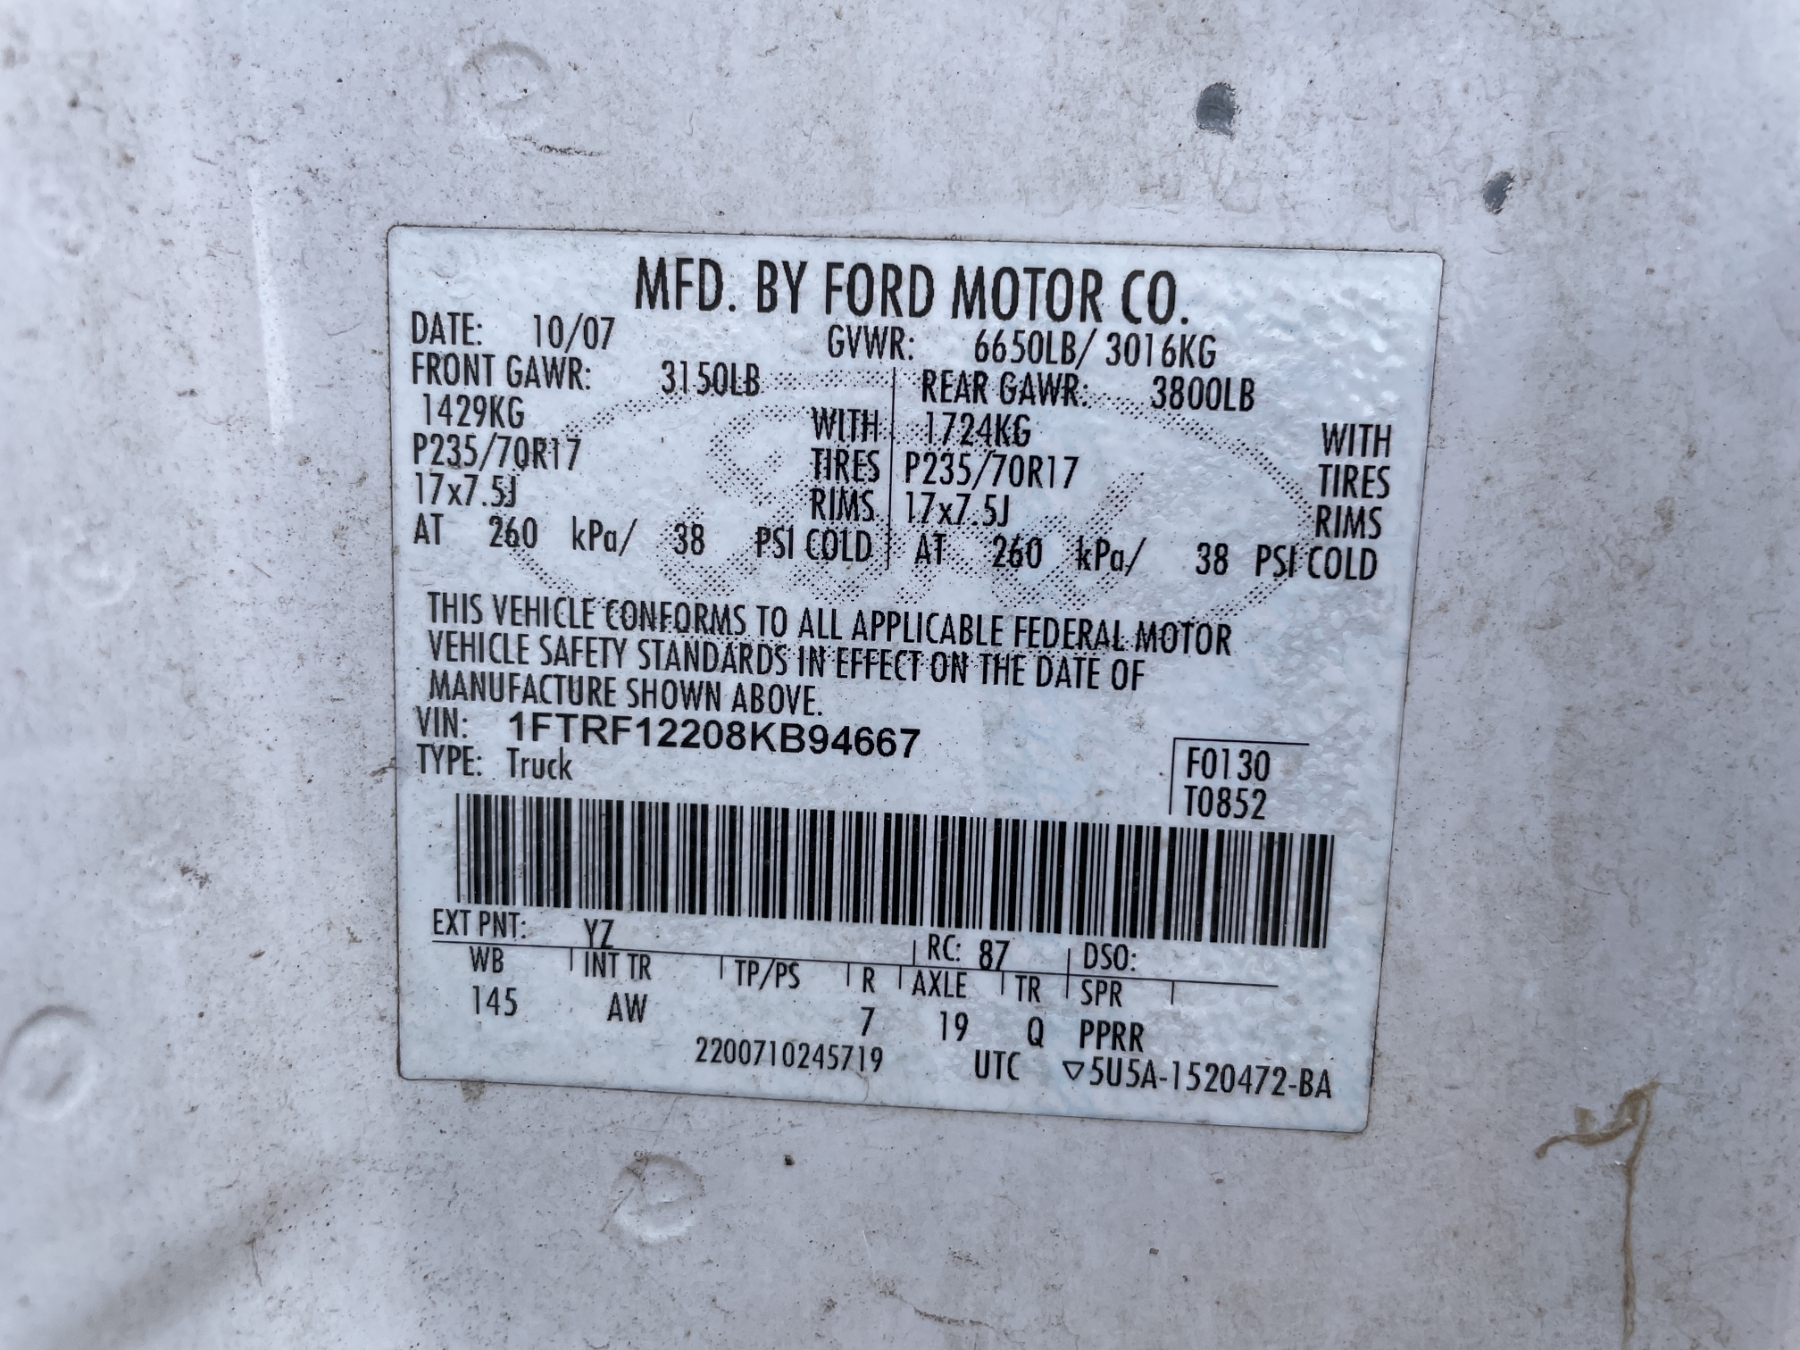 MFD. BY FORD MOTOR CO.
DATE: 10/07 GVWR: 6650LB/ 3016KG
FRONT GAWR: 3150LB REAR GAWR: 3800LB
1429KG WITH 1724KG WITH
P235/70R17 TIRES P235/70R17 TIRES
17x7.5J RIMS 17x7.5J RIMS
AT 260 kPa/ 38 PSI COLD AT 260 kPa/ 38 PSI COLD
THIS VEHICLE CONFORMS TO ALL APPLICABLE FEDERAL MOTOR
VEHICLE SAFETY STANDARDS IN EFFECT ON THE DATE OF
MANUFACTURE SHOWN ABOVE.
VIN: 1FTRF12208KB94667
TYPE: Truck F0130
T0852
EXT PNT: YZ RC: 87 DSO:
WB INT TR TP/PS R AXLE TR SPR
145 AW 7 19 Q PPRR
2200710245719 UTC ▽5U5A-1520472-BA